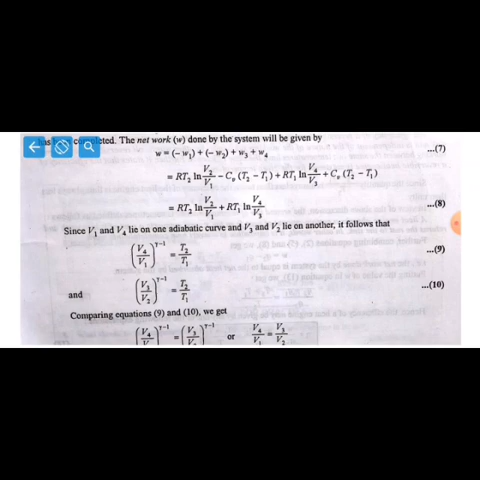 completed. The net work (w) done by the system will be given by
w = (– w₁) + (– w₂) + w₃ + w₄ ...(7)
= RT₂ ln V₂/V₁ – Cᵥ (T₂ – T₁) + RT₁ ln V₄/V₃ + Cᵥ (T₂ – T₁)
= RT₂ ln V₂/V₁ + RT₁ ln V₄/V₃ ...(8)
Since V₁ and V₄ lie on one adiabatic curve and V₃ and V₂ lie on another, it follows that
(V₄/V₁)^γ–1 = T₂/T₁ ...(9)
and (V₃/V₂)^γ–1 = T₂/T₁ ...(10)
Comparing equations (9) and (10), we get
(V₄/V)^γ–1 = (V₃/V)^γ–1 or V₄/V₁ = V₃/V₂